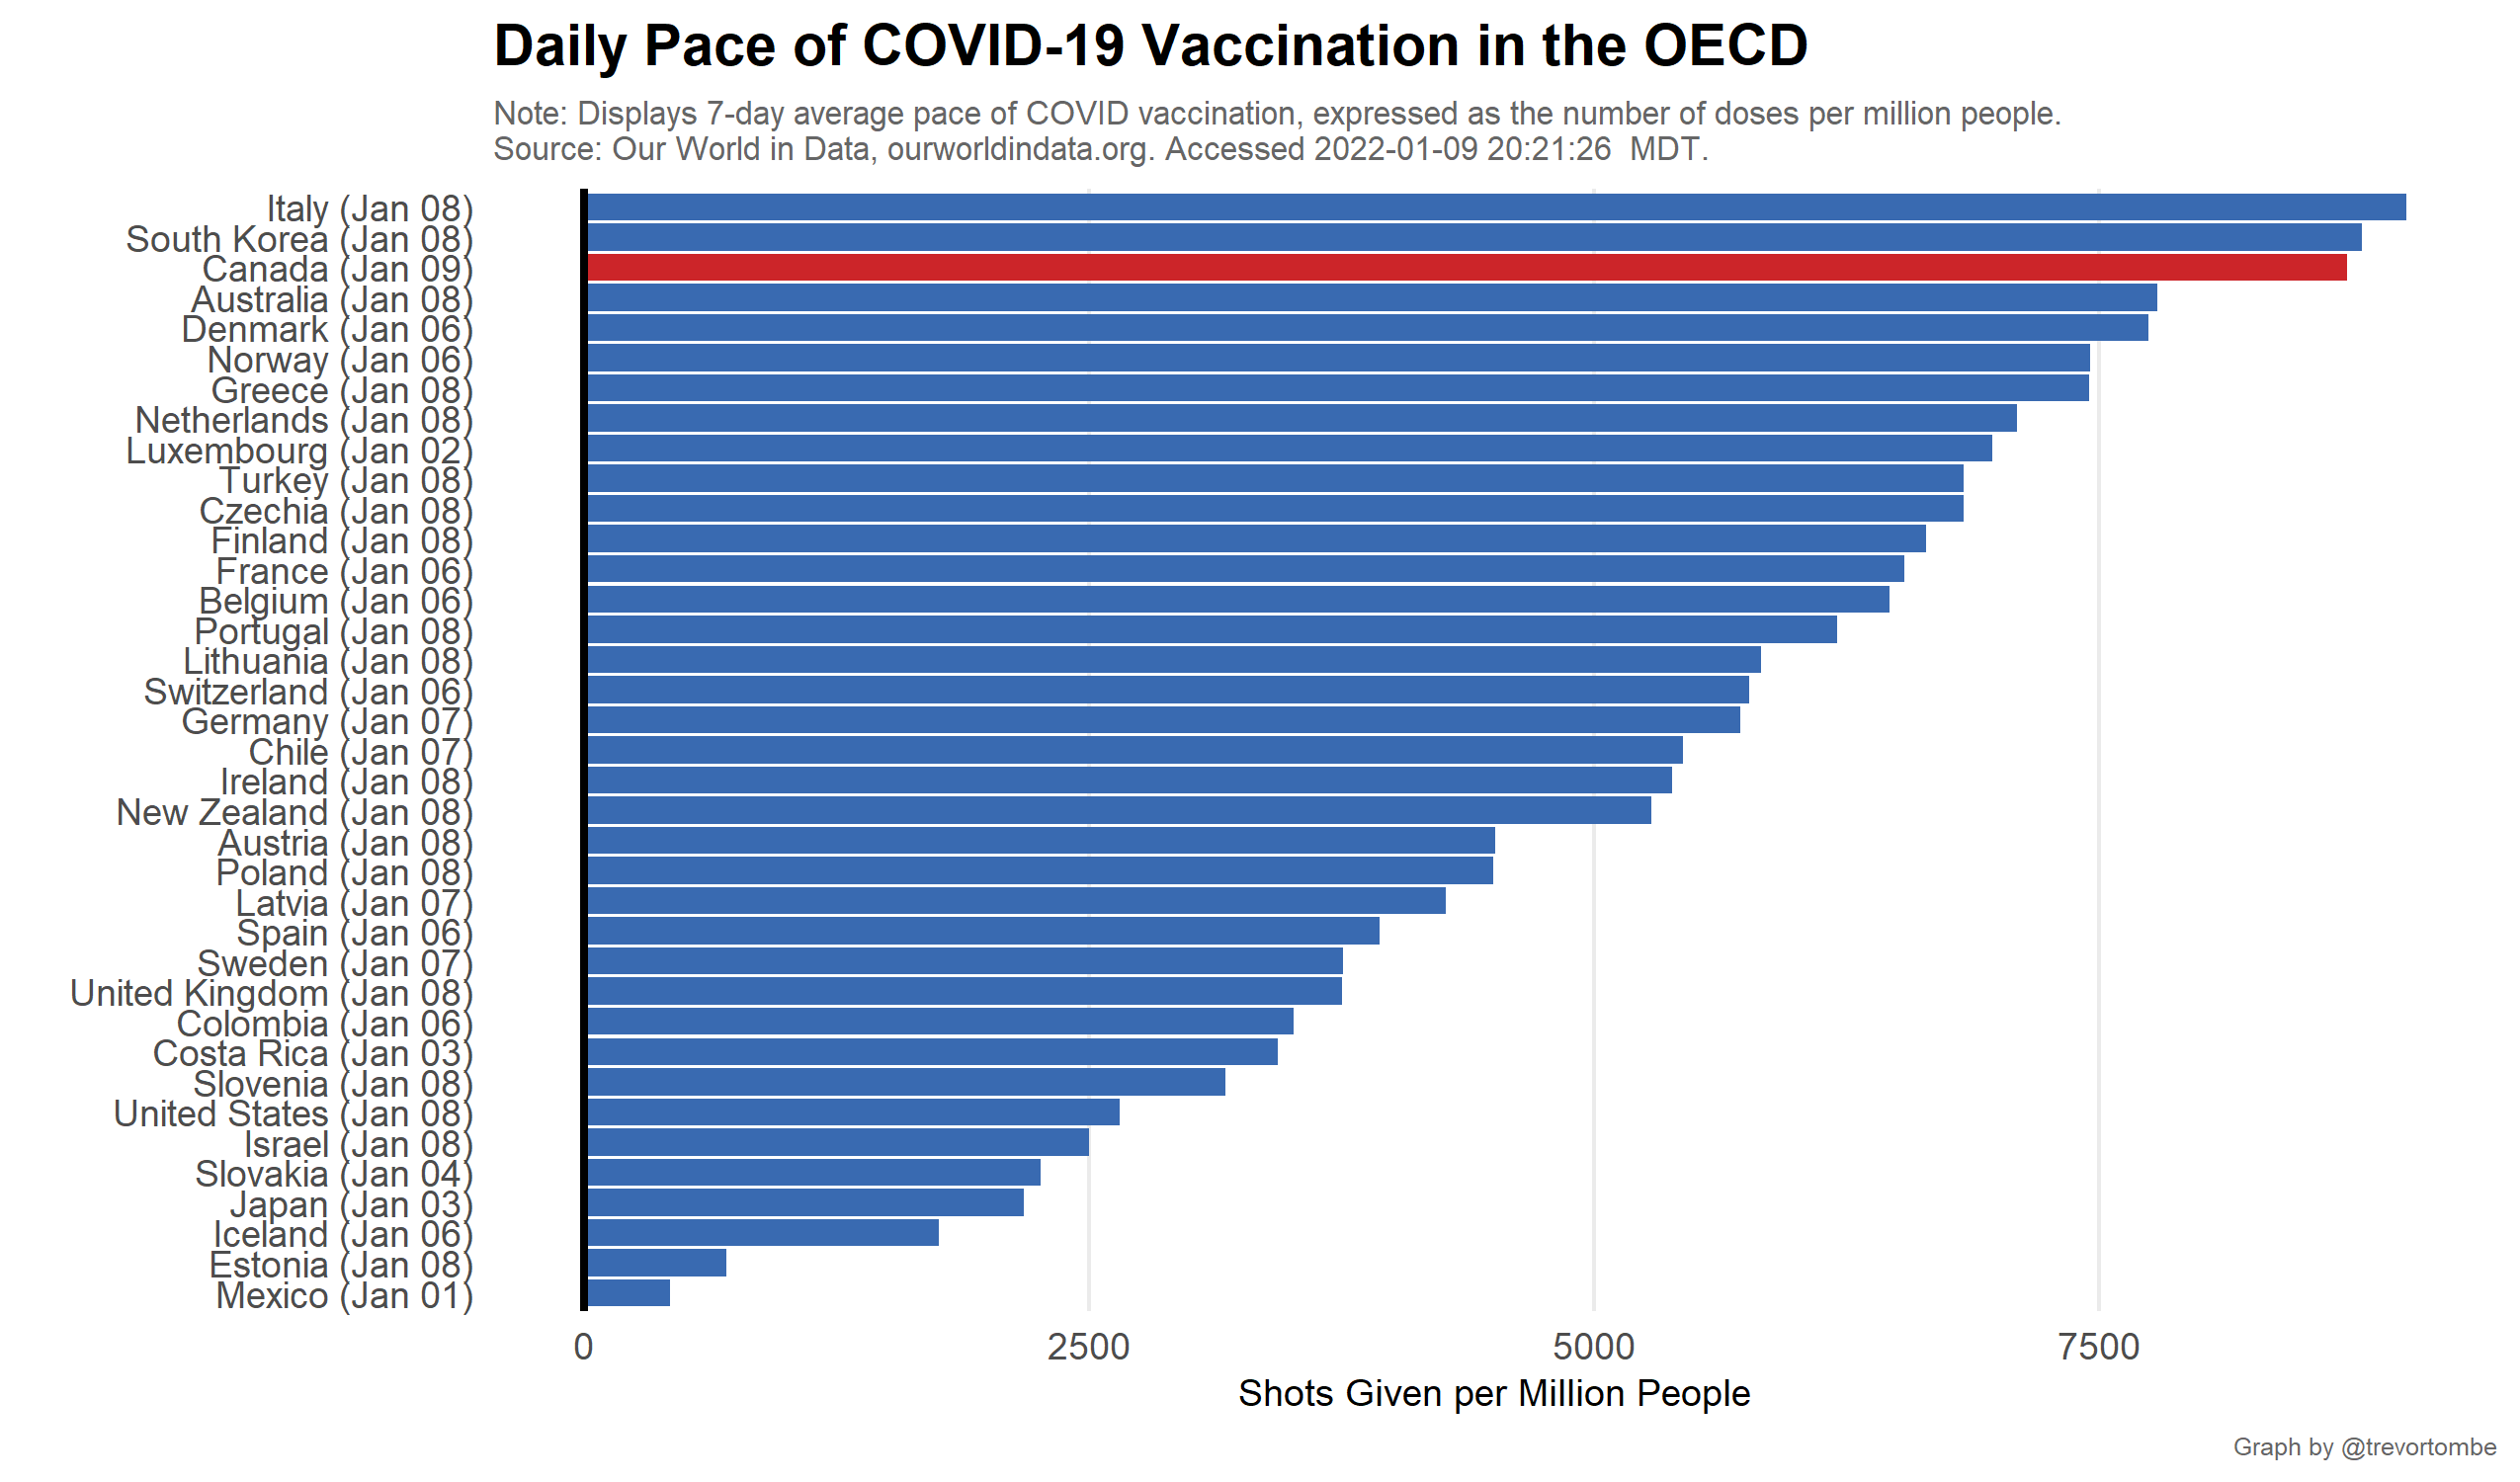 Daily Pace of COVID-19 Vaccination in the OECD
Note: Displays 7-day average pace of COVID vaccination, expressed as the number of doses per million people.
Source: Our World in Data, ourworldindata.org. Accessed 2022-01-09 20:21:26  MDT.
Italy (Jan 08)
South Korea (Jan 08)
Canada (Jan 09)
Australia (Jan 08)
Denmark (Jan 06)
Norway (Jan 06)
Greece (Jan 08)
Netherlands (Jan 08)
Luxembourg (Jan 02)
Turkey (Jan 08)
Czechia (Jan 08)
Finland (Jan 08)
France (Jan 06)
Belgium (Jan 06)
Portugal (Jan 08)
Lithuania (Jan 08)
Switzerland (Jan 06)
Germany (Jan 07)
Chile (Jan 07)
Ireland (Jan 08)
New Zealand (Jan 08)
Austria (Jan 08)
Poland (Jan 08)
Latvia (Jan 07)
Spain (Jan 06)
Sweden (Jan 07)
United Kingdom (Jan 08)
Colombia (Jan 06)
Costa Rica (Jan 03)
Slovenia (Jan 08)
United States (Jan 08)
Israel (Jan 08)
Slovakia (Jan 04)
Japan (Jan 03)
Iceland (Jan 06)
Estonia (Jan 08)
Mexico (Jan 01)
0 2500 5000 7500
Shots Given per Million People
Graph by @trevortombe